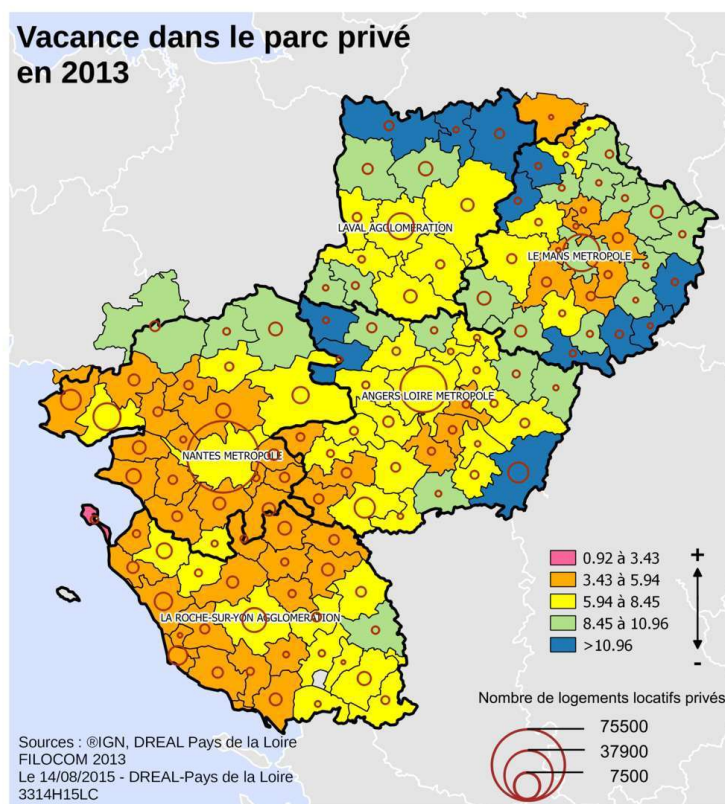 Vacance dans le parc privé
en 2013
LAVAL AGGLOMERATION
LE MANS METROPOLE
ANGERS LOIRE METROPOLE
NANTES METROPOLE
LA ROCHE-SUR-YON AGGLOMERATION
+
0.92 à 3.43
3.43 à 5.94
5.94 à 8.45
8.45 à 10.96
>10.96
-
Nombre de logements locatifs privés
75500
37900
7500
Sources : ®IGN, DREAL Pays de la Loire
FILOCOM 2013
Le 14/08/2015 - DREAL-Pays de la Loire
3314H15LC